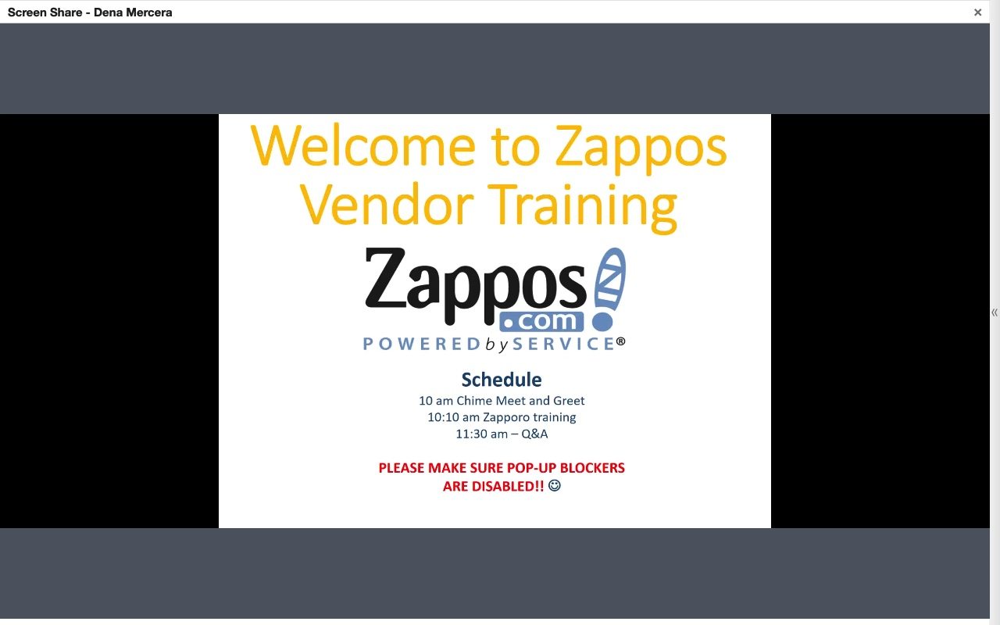 Screen Share - Dena Mercera
Welcome to Zappos
Vendor Training
Zappos
.com
POWERED by SERVICE®
Schedule
10 am Chime Meet and Greet
10:10 am Zapporo training
11:30 am – Q&A
PLEASE MAKE SURE POP-UP BLOCKERS
ARE DISABLED!! ☺